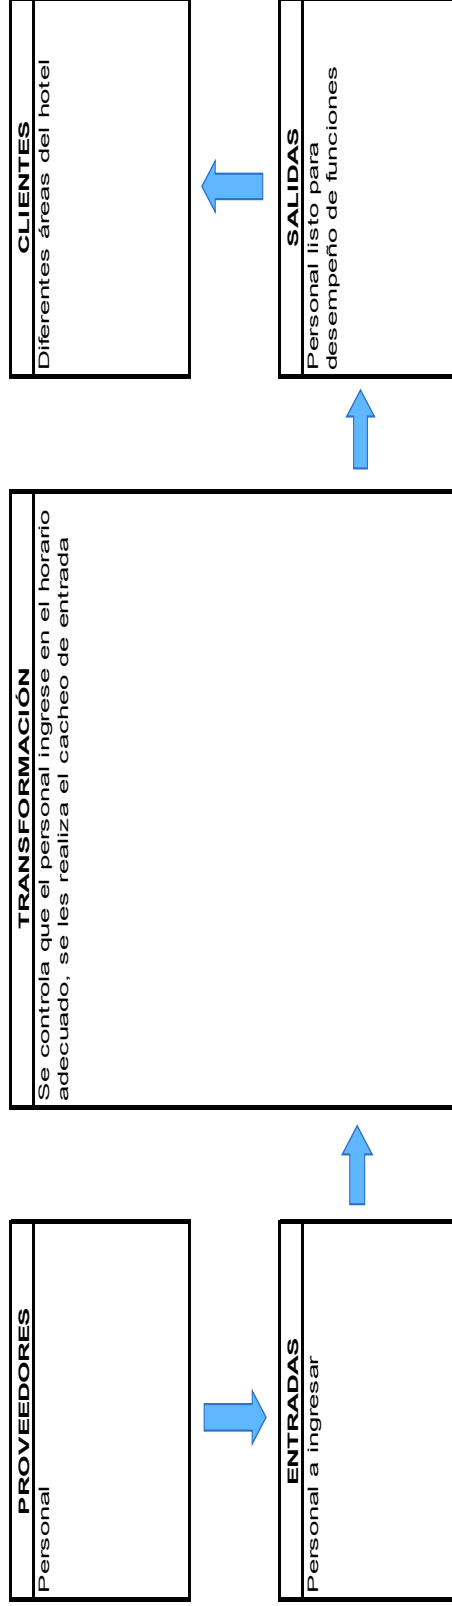 PROVEEDORES
Personal
ENTRADAS
Personal a ingresar
TRANSFORMACIÓN
Se controla que el personal ingrese en el horario
adecuado, se les realiza el cacheo de entrada
SALIDAS
Personal listo para
desempeño de funciones
CLIENTES
Diferentes áreas del hotel